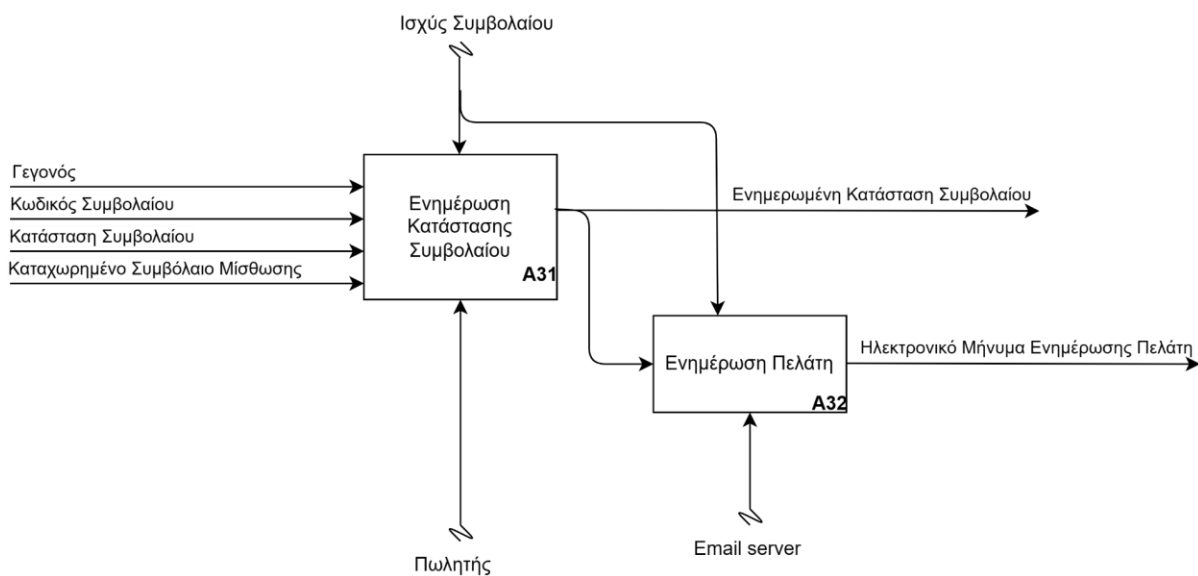 Ισχύς Συμβολαίου
Γεγονός
Κωδικός Συμβολαίου
Κατάσταση Συμβολαίου
Καταχωρημένο Συμβόλαιο Μίσθωσης
Ενημέρωση
Κατάστασης
Συμβολαίου
A31
Ενημερωμένη Κατάσταση Συμβολαίου
Ενημέρωση Πελάτη
A32
Ηλεκτρονικό Μήνυμα Ενημέρωσης Πελάτη
Πωλητής
Email server